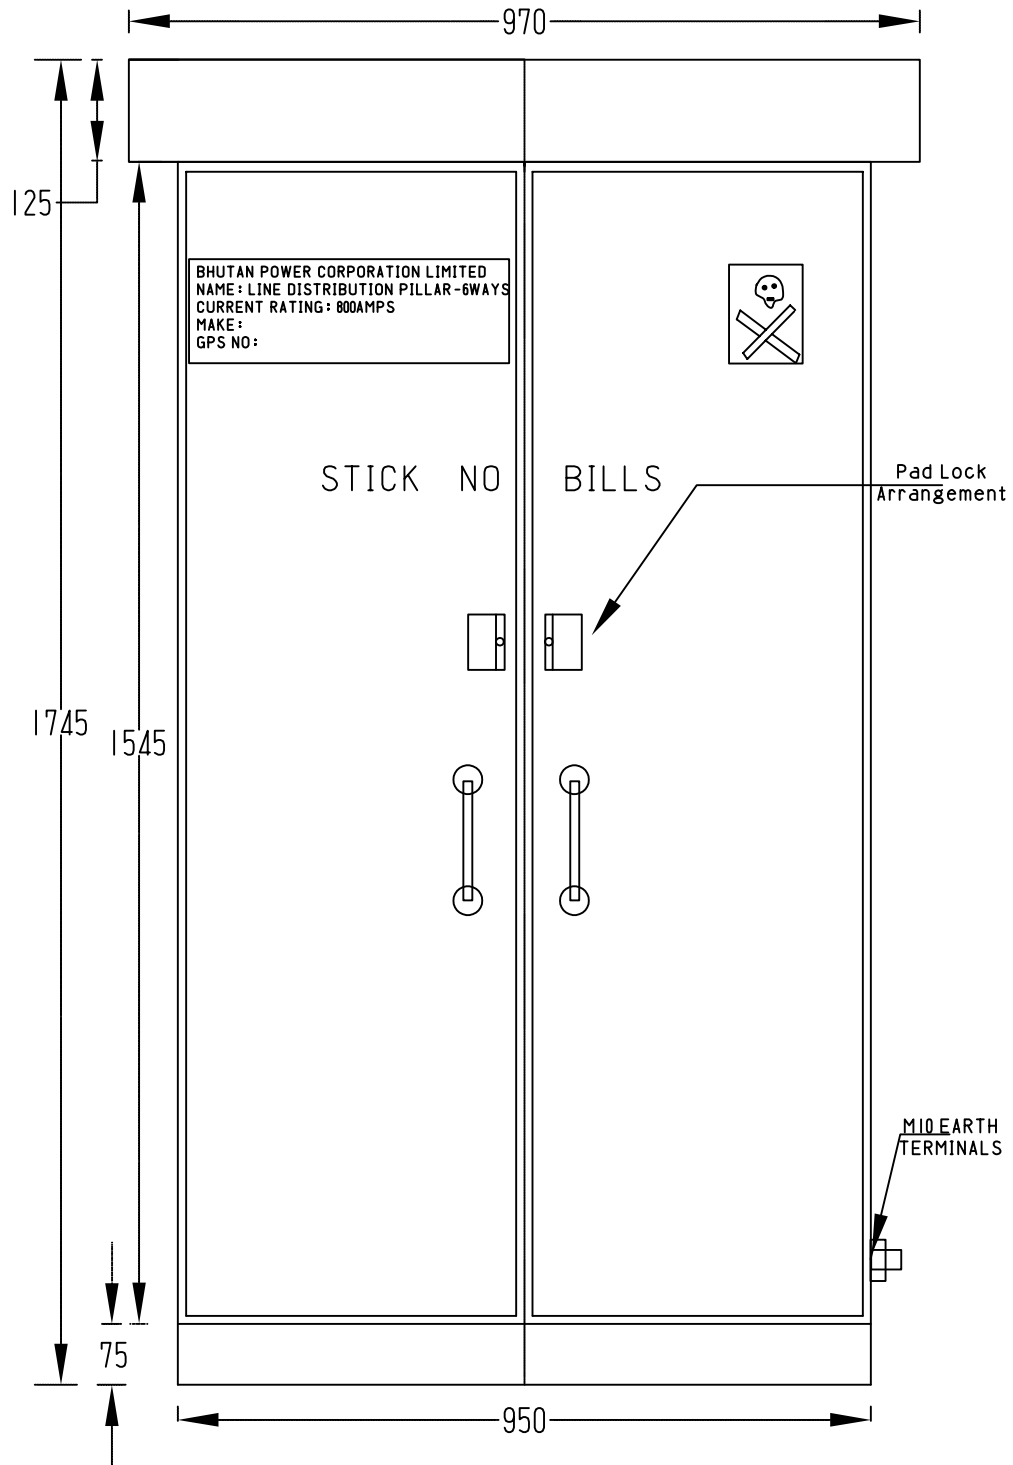 970
125
BHUTAN POWER CORPORATION LIMITED
NAME: LINE DISTRIBUTION PILLAR-6WAYS
CURRENT RATING: 800AMPS
MAKE:
GPS NO:
STICK NO BILLS
Pad Lock
Arrangement
1745
1545
M10 EARTH
TERMINALS
75
950